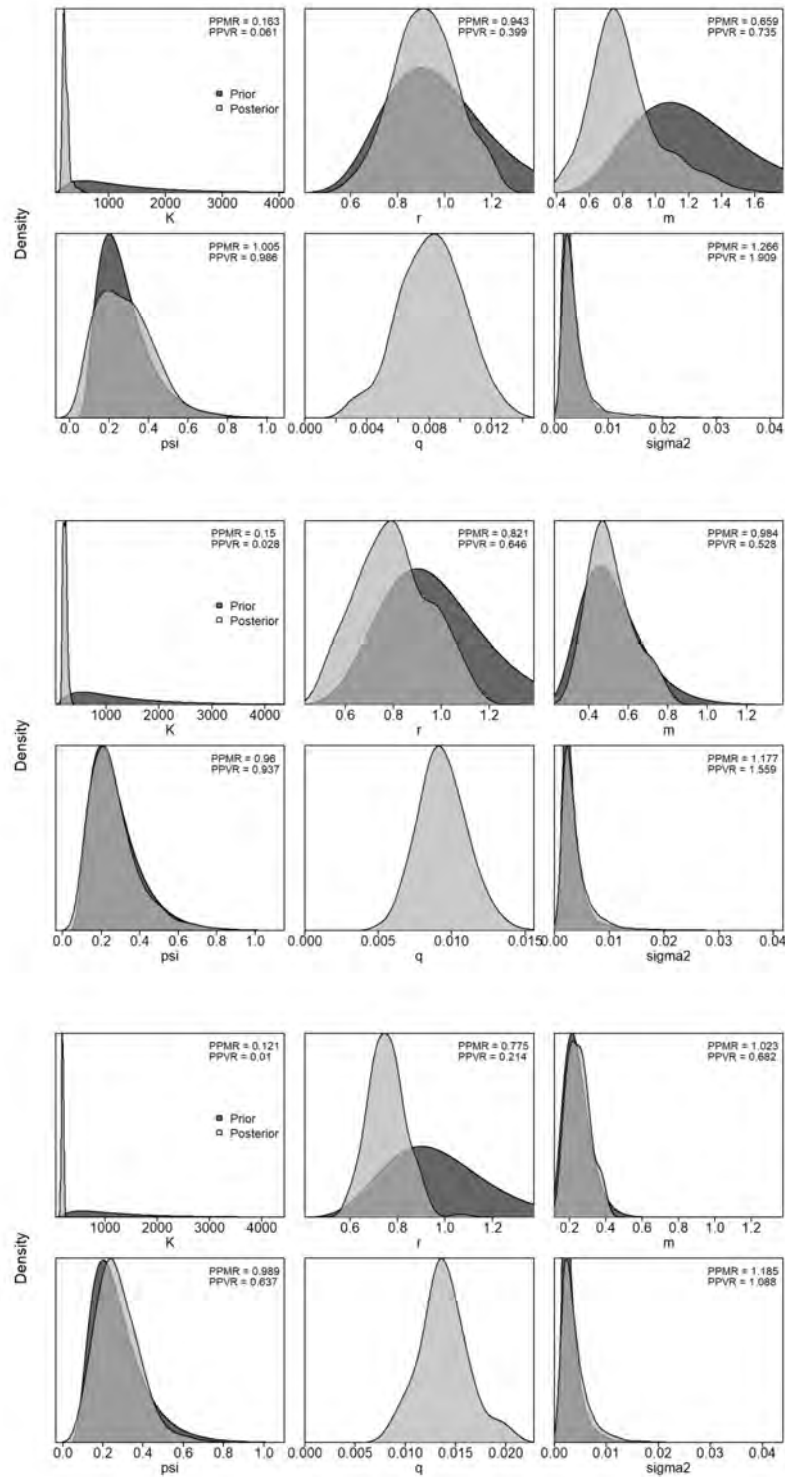 PPMR = 0.163
PPVR = 0.061
Prior
Posterior
1000 2000 3000 4000
K
PPMR = 0.943
PPVR = 0.399
0.6 0.8 1.0 1.2
r
PPMR = 0.659
PPVR = 0.735
0.4 0.6 0.8 1.0 1.2 1.4 1.6
m
Density
PPMR = 1.005
PPVR = 0.986
0.0 0.2 0.4 0.6 0.8 1.0
psi
0.000 0.004 0.008 0.012
q
PPMR = 1.266
PPVR = 1.909
0.00 0.01 0.02 0.03 0.04
sigma2
PPMR = 0.15
PPVR = 0.028
Prior
Posterior
1000 2000 3000 4000
K
PPMR = 0.821
PPVR = 0.646
0.6 0.8 1.0 1.2
r
PPMR = 0.984
PPVR = 0.528
0.4 0.6 0.8 1.0 1.2
m
Density
PPMR = 0.96
PPVR = 0.937
0.0 0.2 0.4 0.6 0.8 1.0
psi
0.000 0.005 0.010 0.015
q
PPMR = 1.177
PPVR = 1.559
0.00 0.01 0.02 0.03 0.04
sigma2
PPMR = 0.121
PPVR = 0.01
Prior
Posterior
1000 2000 3000 4000
K
PPMR = 0.775
PPVR = 0.214
0.6 0.8 1.0 1.2
r
PPMR = 1.023
PPVR = 0.682
0.2 0.4 0.6 0.8 1.0 1.2
m
Density
PPMR = 0.989
PPVR = 0.637
0.0 0.2 0.4 0.6 0.8 1.0
psi
0.000 0.005 0.010 0.015 0.020
q
PPMR = 1.185
PPVR = 1.088
0.00 0.01 0.02 0.03 0.04
sigma2